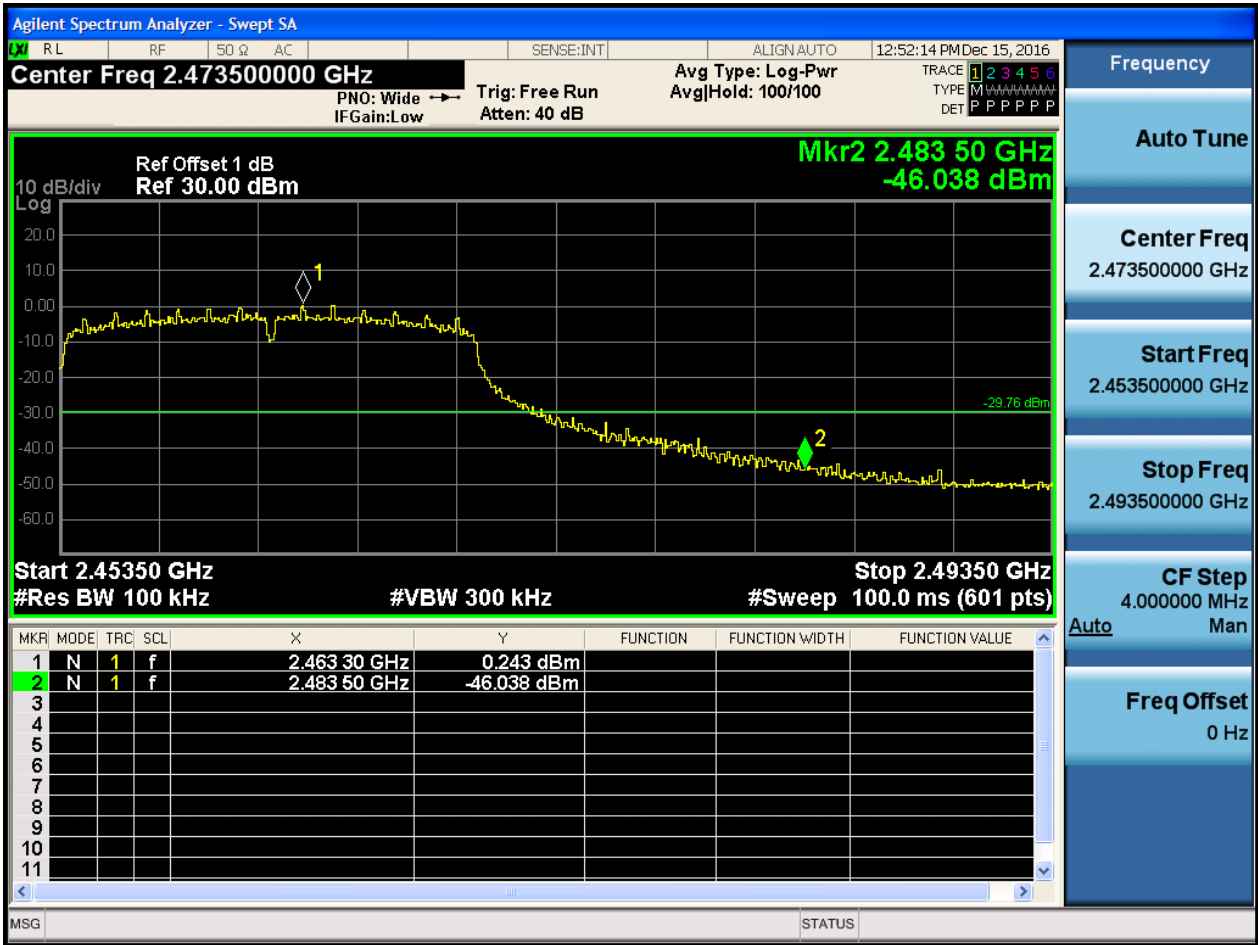 Agilent Spectrum Analyzer - Swept SA
LXI RL RF 50 Ω AC SENSE:INT ALIGN AUTO 12:52:14 PM Dec 15, 2016
Center Freq 2.473500000 GHz
PNO: Wide
IFGain:Low
Trig: Free Run
Atten: 40 dB
Avg Type: Log-Pwr
Avg|Hold: 100/100
TRACE 1 2 3 4 5 6
TYPE M WWWWW
DET P P P P P P
Ref Offset 1 dB
10 dB/div Ref 30.00 dBm
Log
Mkr2 2.483 50 GHz
-46.038 dBm
20.0
10.0
0.00
-10.0
-20.0
-30.0
-40.0
-50.0
-60.0
1
-29.76 dBm
2
Start 2.45350 GHz Stop 2.49350 GHz
#Res BW 100 kHz #VBW 300 kHz #Sweep 100.0 ms (601 pts)
MKR MODE TRC SCL X Y FUNCTION FUNCTION WIDTH FUNCTION VALUE
1 N 1 f 2.463 30 GHz 0.243 dBm
2 N 1 f 2.483 50 GHz -46.038 dBm
3
4
5
6
7
8
9
10
11
MSG STATUS
Frequency
Auto Tune
Center Freq
2.473500000 GHz
Start Freq
2.453500000 GHz
Stop Freq
2.493500000 GHz
CF Step
4.000000 MHz
Auto Man
Freq Offset
0 Hz